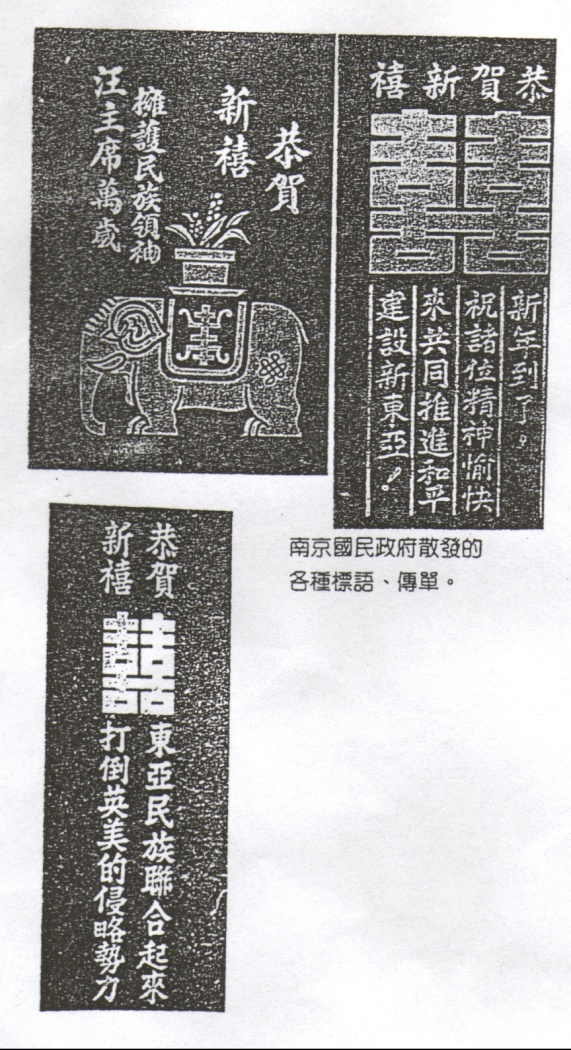 恭賀
新禧
擁護民族領袖
汪主席萬歲
恭賀新禧
囍
新年到了。
祝諸位精神愉快
來共同推進和平
建設新東亞！
南京國民政府散發的
各種標語、傳單。
恭賀
新禧
囍
東亞民族聯合起來
打倒英美的侵略勢力